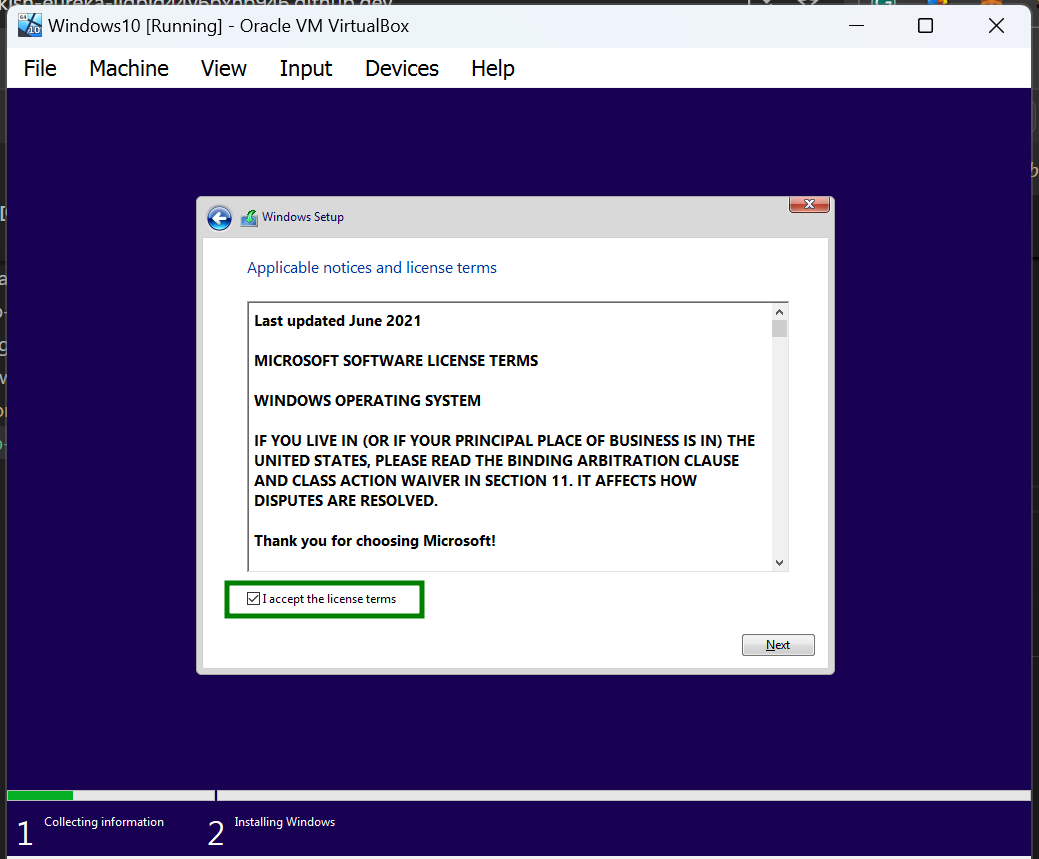 Windows10 [Running] - Oracle VM VirtualBox
File Machine View Input Devices Help
Windows Setup
Applicable notices and license terms
Last updated June 2021
MICROSOFT SOFTWARE LICENSE TERMS
WINDOWS OPERATING SYSTEM
IF YOU LIVE IN (OR IF YOUR PRINCIPAL PLACE OF BUSINESS IS IN) THE
UNITED STATES, PLEASE READ THE BINDING ARBITRATION CLAUSE
AND CLASS ACTION WAIVER IN SECTION 11. IT AFFECTS HOW
DISPUTES ARE RESOLVED.
Thank you for choosing Microsoft!
I accept the license terms
Next
1 Collecting information 2 Installing Windows